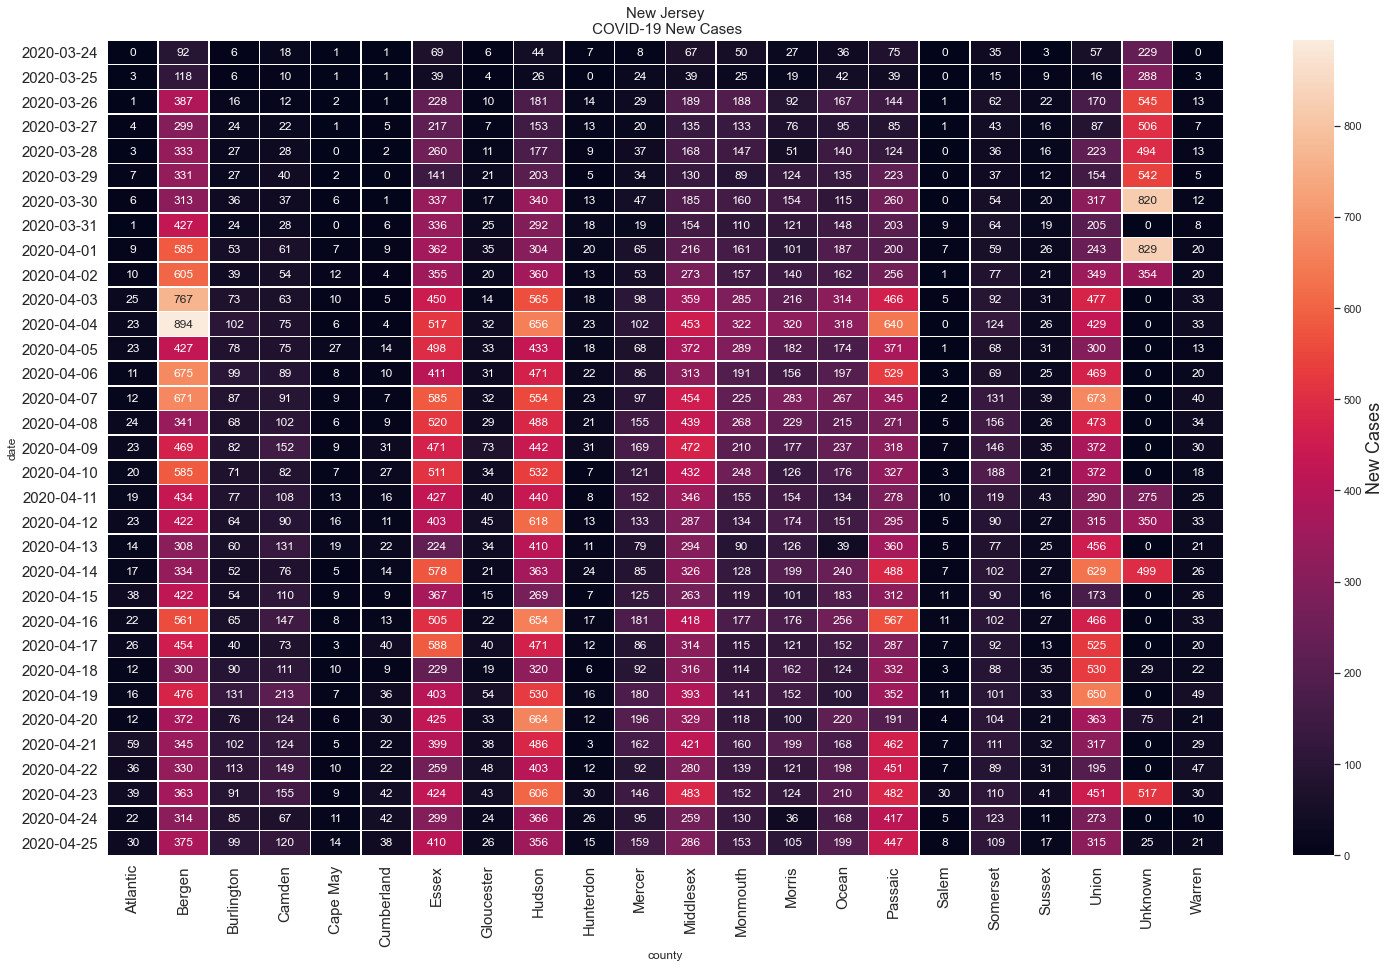 New Jersey
COVID-19 New Cases
2020-03-24 0 92 6 18 1 1 69 6 44 7 8 67 50 27 36 75 0 35 3 57 229 0
2020-03-25 3 118 6 10 1 1 39 4 26 0 24 39 25 19 42 39 0 15 9 16 288 3
2020-03-26 1 387 16 12 2 1 228 10 181 14 29 189 188 92 167 144 1 62 22 170 545 13
2020-03-27 4 299 24 22 1 5 217 7 153 13 20 135 133 76 95 85 1 43 16 87 506 7
2020-03-28 3 333 27 28 0 2 260 11 177 9 37 168 147 51 140 124 0 36 16 223 494 13
2020-03-29 7 331 27 40 2 0 141 21 203 5 34 130 89 124 135 223 0 37 12 154 542 5
2020-03-30 6 313 36 37 6 1 337 17 340 13 47 185 160 154 115 260 0 54 20 317 820 12
2020-03-31 1 427 24 28 0 6 336 25 292 18 19 154 110 121 148 203 9 64 19 205 0 8
2020-04-01 9 585 53 61 7 9 362 35 304 20 65 216 161 101 187 200 7 59 26 243 829 20
2020-04-02 10 605 39 54 12 4 355 20 360 13 53 273 157 140 162 256 1 77 21 349 354 20
2020-04-03 25 767 73 63 10 5 450 14 565 18 98 359 285 216 314 466 5 92 31 477 0 33
2020-04-04 23 894 102 75 6 4 517 32 656 23 102 453 322 320 318 640 0 124 26 429 0 33
2020-04-05 23 427 78 75 27 14 498 33 433 18 68 372 289 182 174 371 1 68 31 300 0 13
2020-04-06 11 675 99 89 8 10 411 31 471 22 86 313 191 156 197 529 3 69 25 469 0 20
2020-04-07 12 671 87 91 9 7 585 32 554 23 97 454 225 283 267 345 2 131 39 673 0 40
2020-04-08 24 341 68 102 6 9 520 29 488 21 155 439 268 229 215 271 5 156 26 473 0 34
2020-04-09 23 469 82 152 9 31 471 73 442 31 169 472 210 177 237 318 7 146 35 372 0 30
2020-04-10 20 585 71 82 7 27 511 34 532 7 121 432 248 126 176 327 3 188 21 372 0 18
2020-04-11 19 434 77 108 13 16 427 40 440 8 152 346 155 154 134 278 10 119 43 290 275 25
2020-04-12 23 422 64 90 16 11 403 45 618 13 133 287 134 174 151 295 5 90 27 315 350 33
2020-04-13 14 308 60 131 19 22 224 34 410 11 79 294 90 126 39 360 5 77 25 456 0 21
2020-04-14 17 334 52 76 5 14 578 21 363 24 85 326 128 199 240 488 7 102 27 629 499 26
2020-04-15 38 422 54 110 9 9 367 15 269 7 125 263 119 101 183 312 11 90 16 173 0 26
2020-04-16 22 561 65 147 8 13 505 22 654 17 181 418 177 176 256 567 11 102 27 466 0 33
2020-04-17 26 454 40 73 3 40 588 40 471 12 86 314 115 121 152 287 7 92 13 525 0 20
2020-04-18 12 300 90 111 10 9 229 19 320 6 92 316 114 162 124 332 3 88 35 530 29 22
2020-04-19 16 476 131 213 7 36 403 54 530 16 180 393 141 152 100 352 11 101 33 650 0 49
2020-04-20 12 372 76 124 6 30 425 33 664 12 196 329 118 100 220 191 4 104 21 363 75 21
2020-04-21 59 345 102 124 5 22 399 38 486 3 162 421 160 199 168 462 7 111 32 317 0 29
2020-04-22 36 330 113 149 10 22 259 48 403 12 92 280 139 121 198 451 7 89 31 195 0 47
2020-04-23 39 363 91 155 9 42 424 43 606 30 146 483 152 124 210 482 30 110 41 451 517 30
2020-04-24 22 314 85 67 11 42 299 24 366 26 95 259 130 36 168 417 5 123 11 273 0 10
2020-04-25 30 375 99 120 14 38 410 26 356 15 159 286 153 105 199 447 8 109 17 315 25 21
Atlantic Bergen Burlington Camden Cape May Cumberland Essex Gloucester Hudson Hunterdon Mercer Middlesex Monmouth Morris Ocean Passaic Salem Somerset Sussex Union Unknown Warren
county
date
800
700
600
500
400
300
200
100
0
New Cases